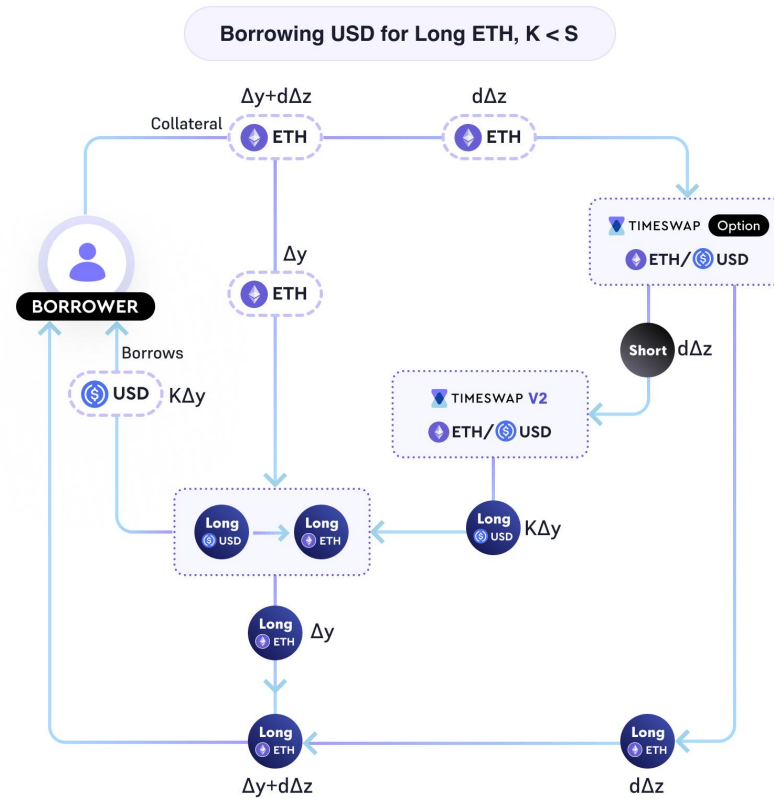 Borrowing USD for Long ETH, K < S
Δy+dΔz
dΔz
Collateral
ETH
ETH
TIMESWAP Option
ETH/USD
Δy
ETH
BORROWER
Short dΔz
Borrows
USD KΔy
TIMESWAP V2
ETH/USD
Long
USD
Long
ETH
Long
USD
KΔy
Long
ETH
Δy
Long
ETH
Long
ETH
Δy+dΔz
dΔz